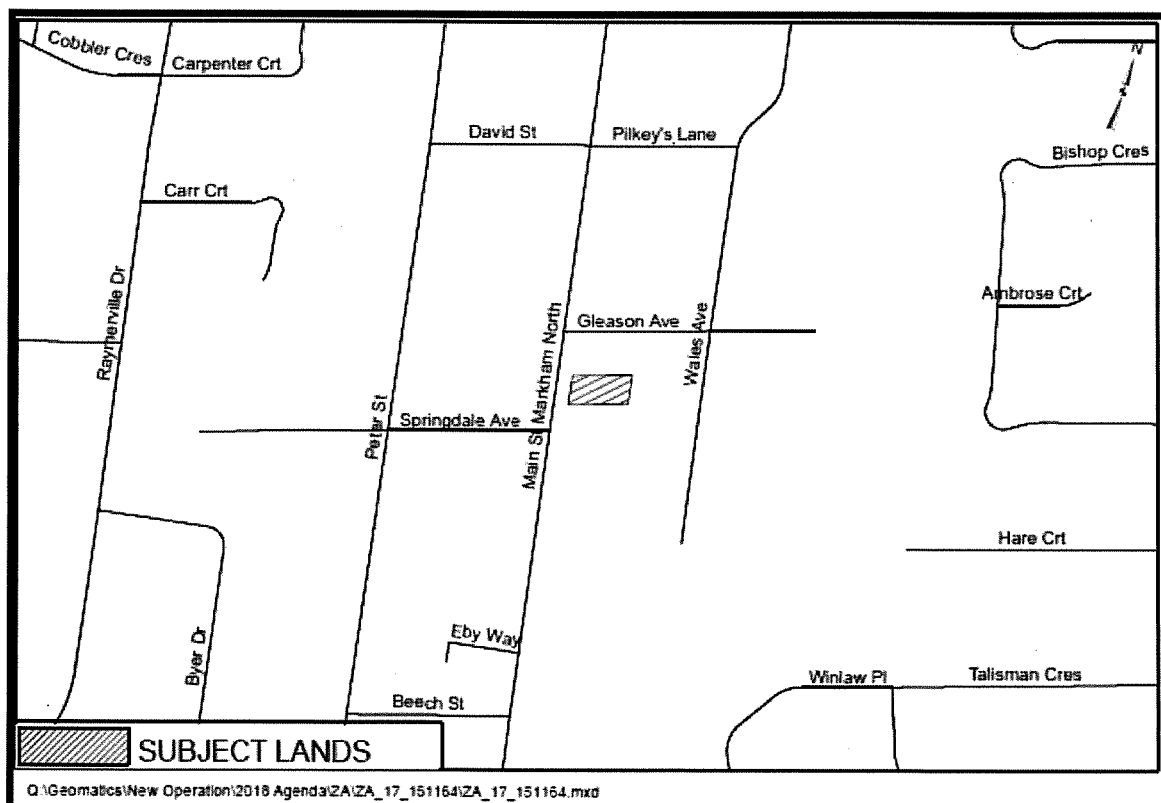 Cobbler Cres
Carpenter Crt
N
David St
Pilkey's Lane
Bishop Cres
Carr Crt
Ambrose Crt
Raymerville Dr
Gleason Ave
Main St Markham North
Wales Ave
Peter St
Springdale Ave
Hare Crt
Byer Dr
Eby Way
Winlaw Pl
Talisman Cres
Beech St
SUBJECT LANDS
Q:\Geomatics\New Operation\2018 Agenda\ZA\ZA_17_151164\ZA_17_151164.mxd